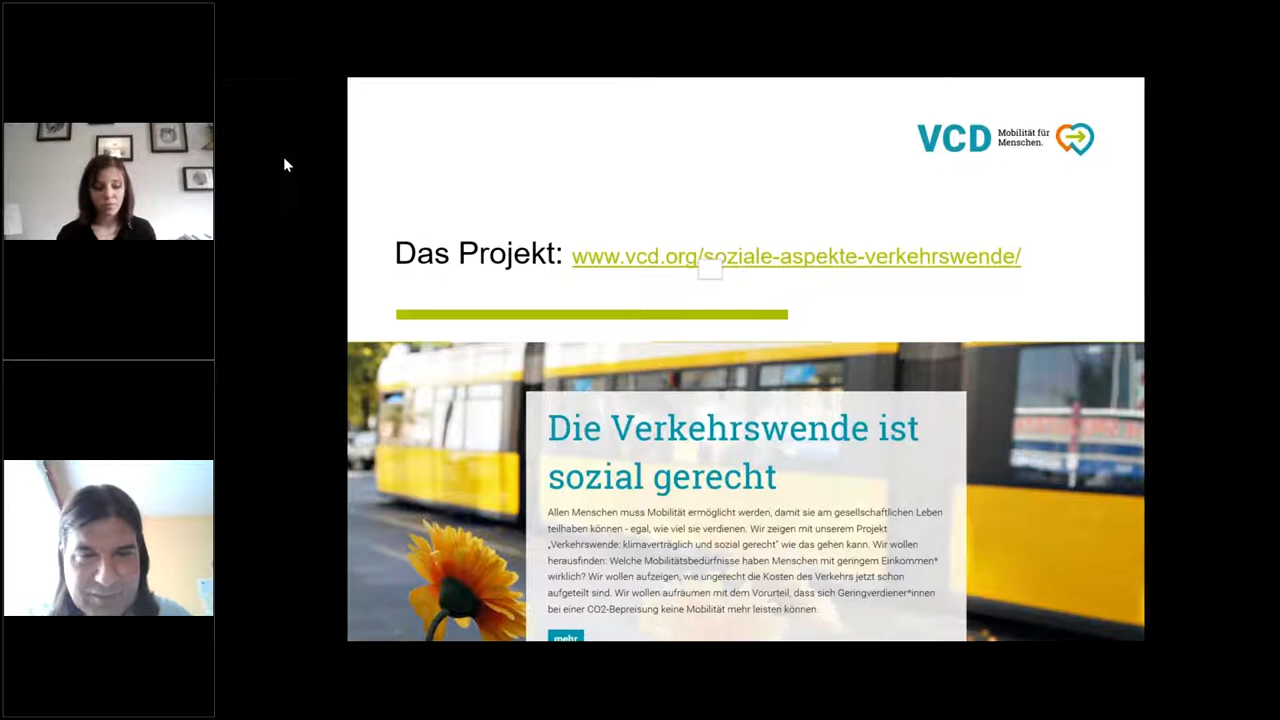 VCD Mobilität für
Menschen.
Das Projekt: www.vcd.org/soziale-aspekte-verkehrswende/
Die Verkehrswende ist
sozial gerecht
Allen Menschen muss Mobilität ermöglicht werden, damit sie am gesellschaftlichen Leben
teilhaben können - egal, wie viel sie verdienen. Wir zeigen mit unserem Projekt
„Verkehrswende: klimaverträglich und sozial gerecht" wie das gehen kann. Wir wollen
herausfinden: Welche Mobilitätsbedürfnisse haben Menschen mit geringem Einkommen*
wirklich? Wir wollen aufzeigen, wie ungerecht die Kosten des Verkehrs jetzt schon
aufgeteilt sind. Wir wollen aufräumen mit dem Vorurteil, dass sich Geringverdiener*innen
bei einer CO2-Bepreisung keine Mobilität mehr leisten können.
mehr